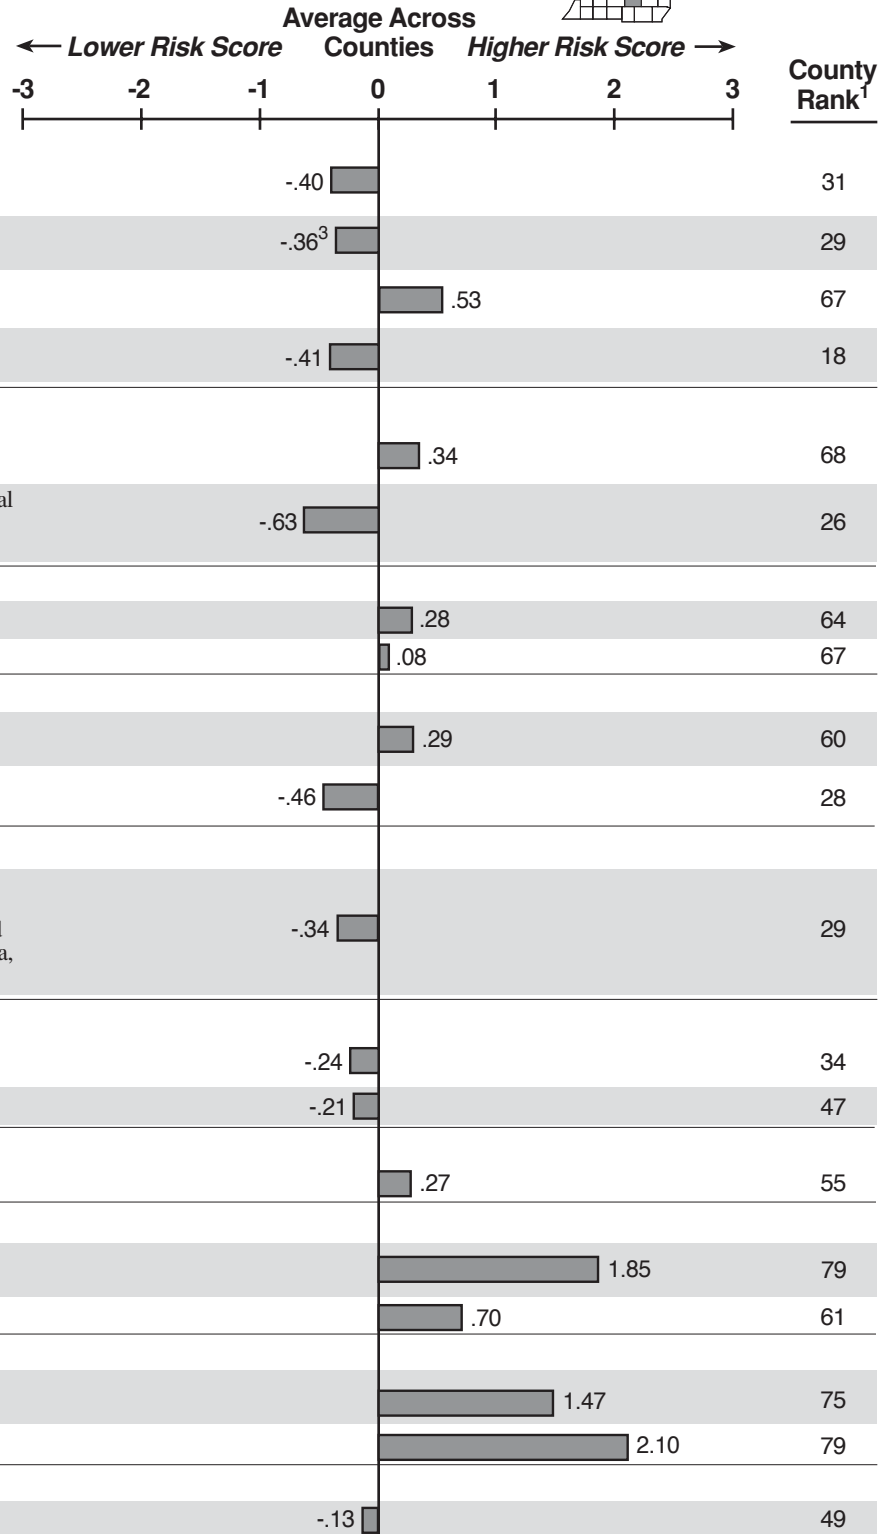 Average Across
← Lower Risk Score Counties Higher Risk Score →
County
Rank1
-3 -2 -1 0 1 2 3
-.40 31
-.363 29
.53 67
-.41 18
.34 68
al
-.63 26
.28 64
.08 67
.29 60
-.46 28
-.34 29
a,
-.24 34
-.21 47
.27 55
1.85 79
.70 61
1.47 75
2.10 79
-.13 49